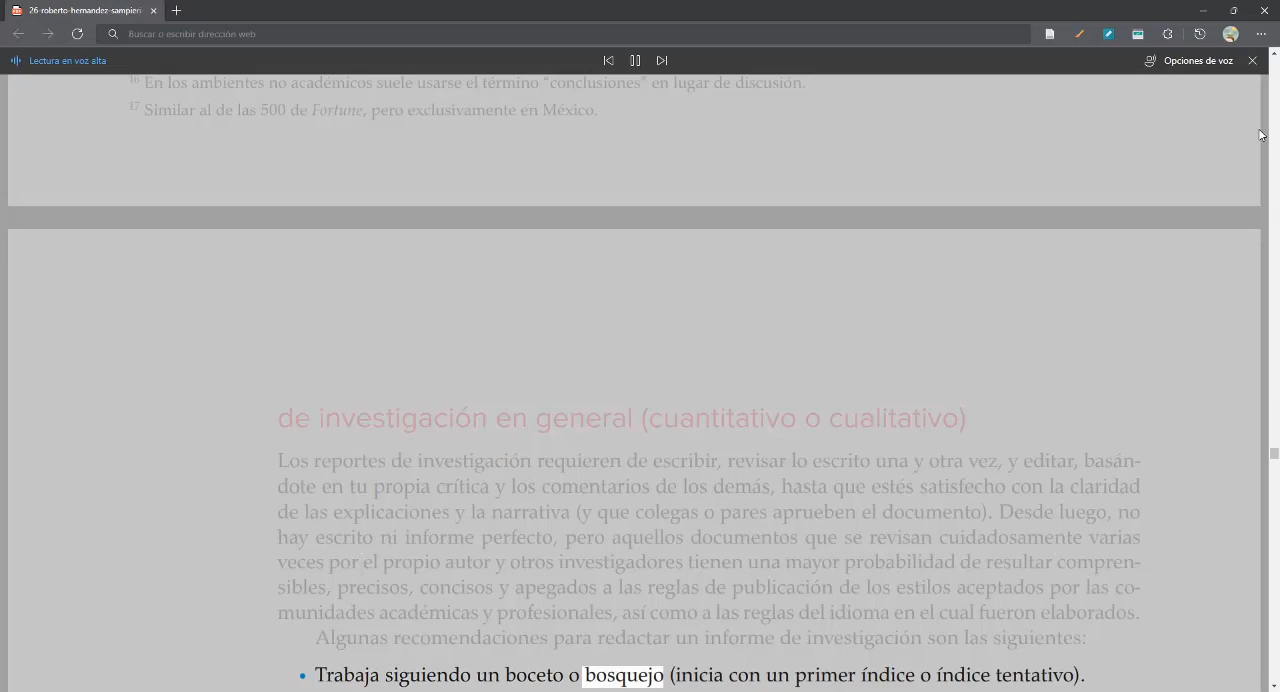 26-roberto-hernandez-sampieri
Buscar o escribir dirección web
Lectura en voz alta
Opciones de voz
16 En los ambientes no académicos suele usarse el término "conclusiones" en lugar de discusión.
17 Similar al de las 500 de Fortune, pero exclusivamente en México.
de investigación en general (cuantitativo o cualitativo)
Los reportes de investigación requieren de escribir, revisar lo escrito una y otra vez, y editar, basán-
dote en tu propia crítica y los comentarios de los demás, hasta que estés satisfecho con la claridad
de las explicaciones y la narrativa (y que colegas o pares aprueben el documento). Desde luego, no
hay escrito ni informe perfecto, pero aquellos documentos que se revisan cuidadosamente varias
veces por el propio autor y otros investigadores tienen una mayor probabilidad de resultar compren-
sibles, precisos, concisos y apegados a las reglas de publicación de los estilos aceptados por las co-
munidades académicas y profesionales, así como a las reglas del idioma en el cual fueron elaborados.
Algunas recomendaciones para redactar un informe de investigación son las siguientes:
• Trabaja siguiendo un boceto o bosquejo (inicia con un primer índice o índice tentativo).